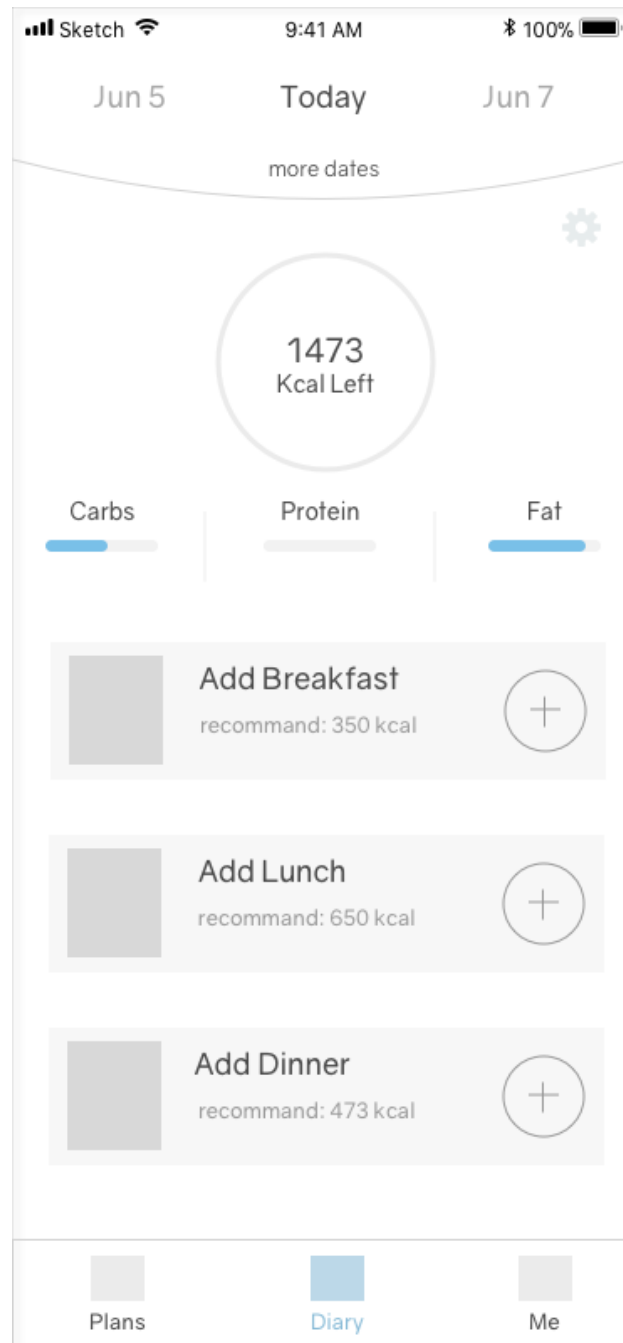 Sketch 9:41 AM 100%
Jun 5 Today Jun 7
more dates
1473
Kcal Left
Carbs Protein Fat
Add Breakfast
recommand: 350 kcal
Add Lunch
recommand: 650 kcal
Add Dinner
recommand: 473 kcal
Plans Diary Me